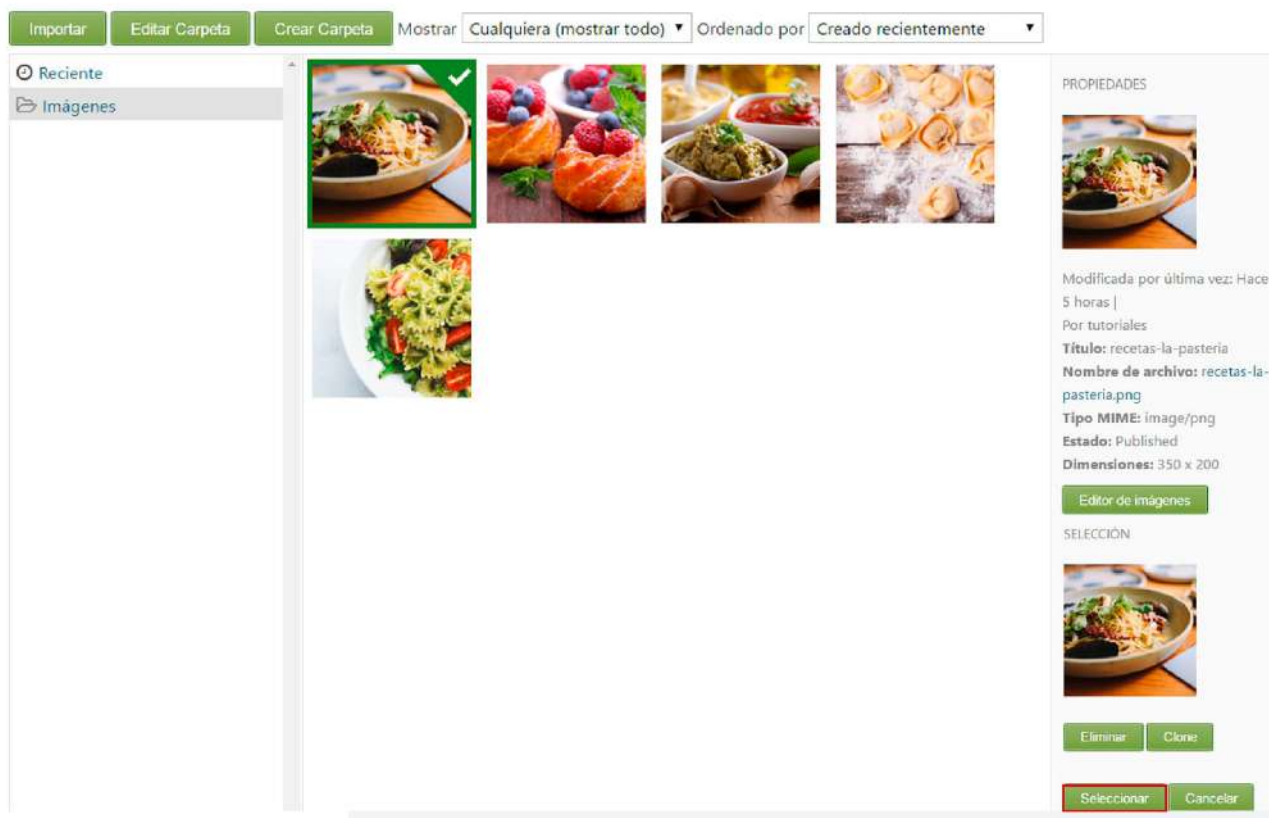 Importar Editar Carpeta Crear Carpeta Mostrar Cualquiera (mostrar todo) Ordenado por Creado recientemente
Reciente
Imágenes
PROPIEDADES
Modificada por última vez: Hace
5 horas |
Por tutoriales
Título: recetas-la-pasteria
Nombre de archivo: recetas-la-
pasteria.png
Tipo MIME: image/png
Estado: Published
Dimensiones: 350 x 200
Editor de imágenes
SELECCIÓN
Eliminar Clone
Seleccionar Cancelar